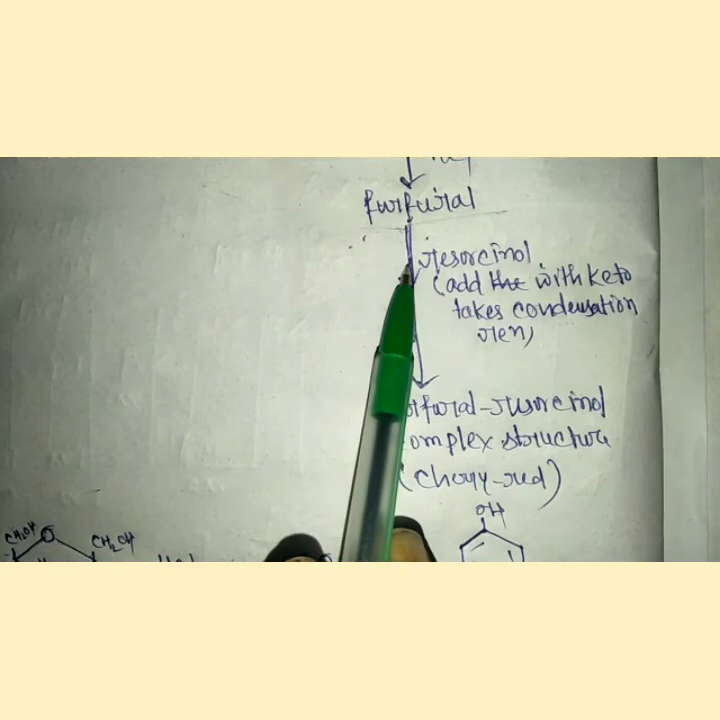 furfural
resorcinol
(add the with keto
takes condensation
rxn)
furfural-resorcinol
complex structure
(cherry-red)
OH
CH2OH O CH2OH